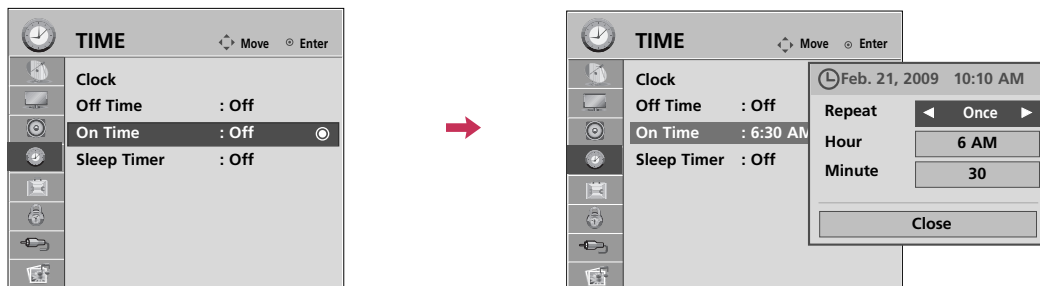 TIME Move Enter
Clock
Off Time : Off
On Time : Off
Sleep Timer : Off
TIME Move Enter
Clock
Off Time : Off
On Time : 6:30 AM
Sleep Timer : Off
Feb. 21, 2009 10:10 AM
Repeat ◀ Once ▶
Hour 6 AM
Minute 30
Close